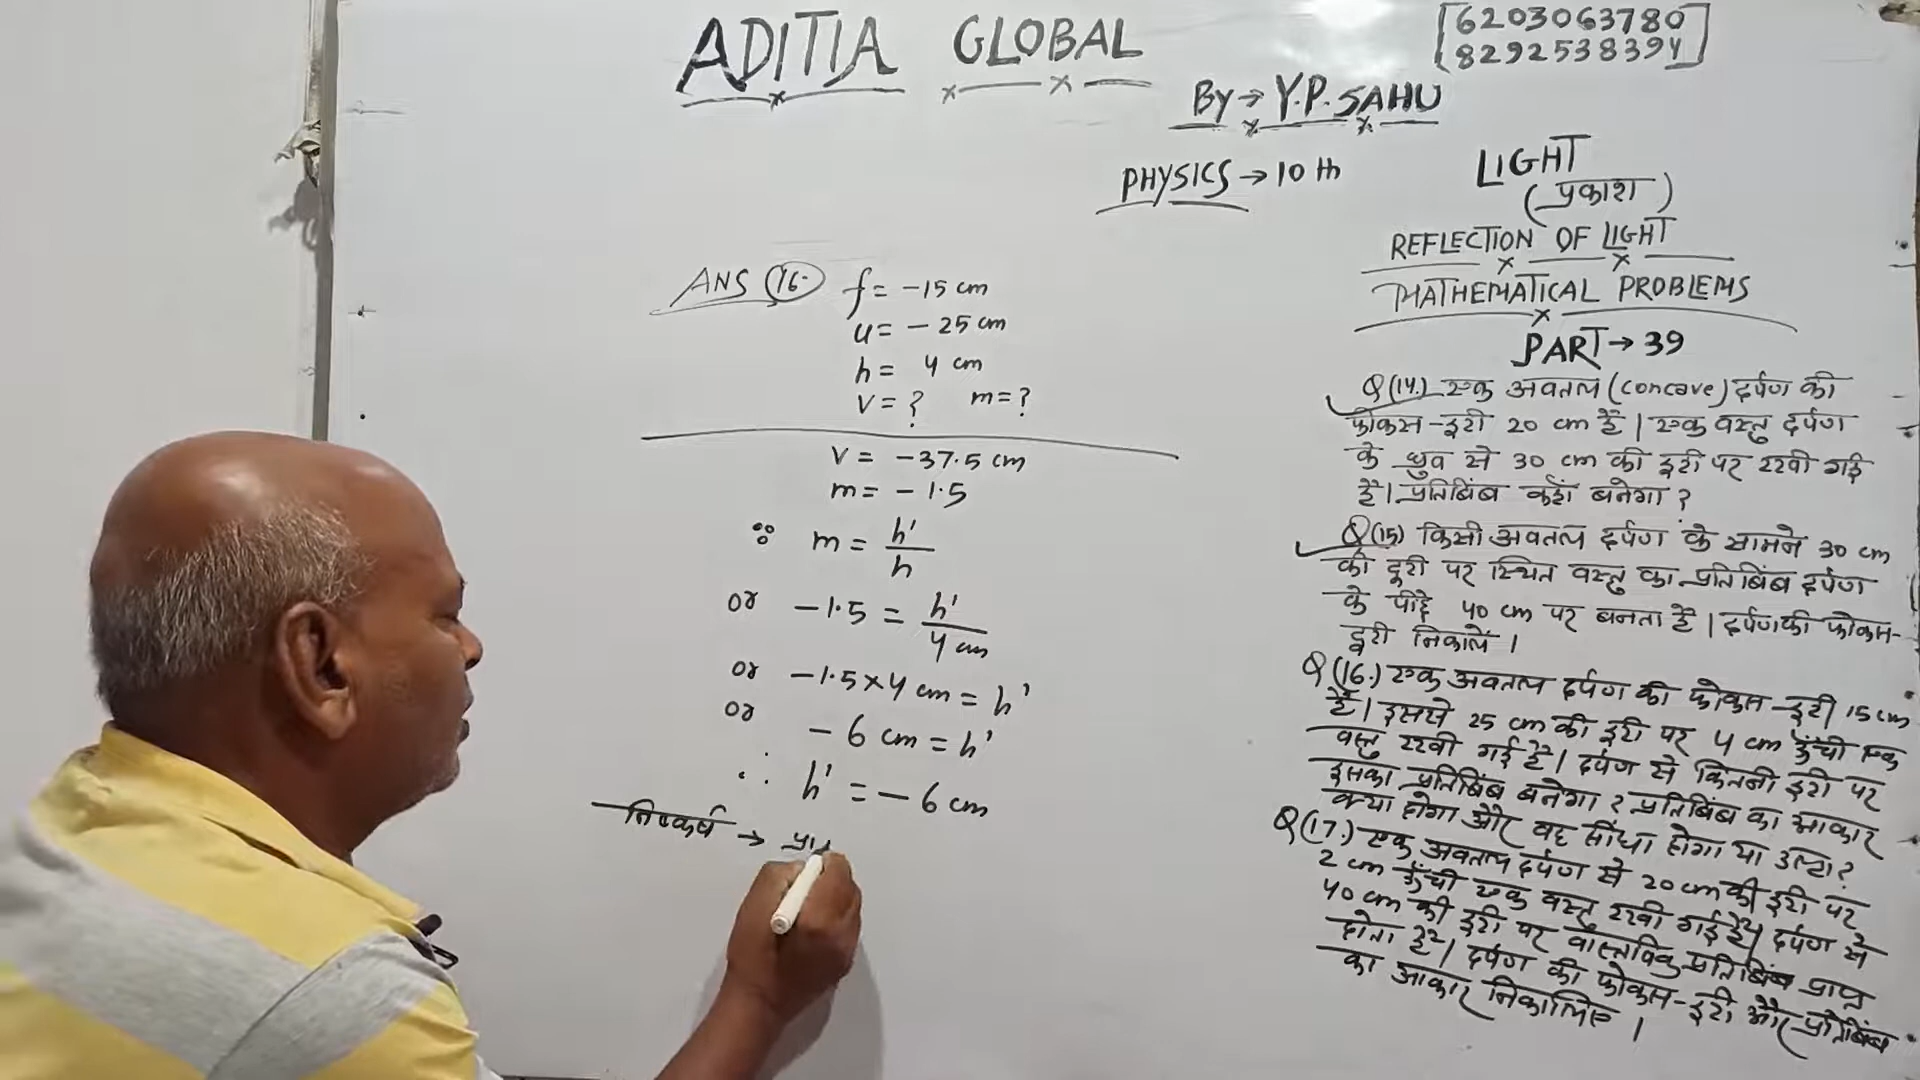 ADITIA GLOBAL
[6203063780
8292538394]
By → Y.P. SAHU
PHYSICS → 10 th
LIGHT
(प्रकाश)
REFLECTION OF LIGHT
MATHEMATICAL PROBLEMS
PART → 39
ANS (16.) f = -15 cm
u = - 25 cm
h = 4 cm
v = ? m = ?
v = -37.5 cm
m = - 1.5
∵ m = h'/h
or -1.5 = h'/4 cm
or -1.5×4 cm = h'
or - 6 cm = h'
∴ h' = - 6 cm
निष्कर्ष →
Q(14.) एक अवतल (concave) दर्पण की
फोकस-दूरी 20 cm है। एक वस्तु दर्पण
के ध्रुव से 30 cm की दूरी पर रखी गई
है। प्रतिबिंब कहाँ बनेगा?
Q(15) किसी अवतल दर्पण के सामने 30 cm
की दूरी पर स्थित वस्तु का प्रतिबिंब दर्पण
के पीछे 40 cm पर बनता है। दर्पण की फोकस-
दूरी निकालें।
Q(16.) एक अवतल दर्पण की फोकस-दूरी 15 cm
है। इससे 25 cm की दूरी पर 4 cm ऊँची एक
वस्तु रखी गई है। दर्पण से कितनी दूरी पर
इसका प्रतिबिंब बनेगा? प्रतिबिंब का आकार
क्या होगा और वह सीधा होगा या उल्टा?
Q(17.) एक अवतल दर्पण से 20 cm की दूरी पर
2 cm ऊँची एक वस्तु रखी गई है। दर्पण से
40 cm की दूरी पर वास्तविक प्रतिबिंब प्राप्त
होता है। दर्पण की फोकस-दूरी और प्रतिबिंब
का आकार निकालिए।